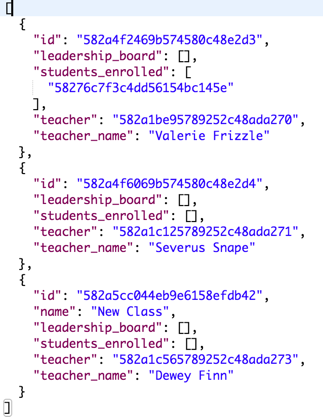 [
  {
    "id": "582a4f2469b574580c48e2d3",
    "leadership_board": [],
    "students_enrolled": [
      "58276c7f3c4dd56154bc145e"
    ],
    "teacher": "582a1be95789252c48ada270",
    "teacher_name": "Valerie Frizzle"
  },
  {
    "id": "582a4f6069b574580c48e2d4",
    "leadership_board": [],
    "students_enrolled": [],
    "teacher": "582a1c125789252c48ada271",
    "teacher_name": "Severus Snape"
  },
  {
    "id": "582a5cc044eb9e6158efdb42",
    "name": "New Class",
    "leadership_board": [],
    "students_enrolled": [],
    "teacher": "582a1c565789252c48ada273",
    "teacher_name": "Dewey Finn"
  }
]